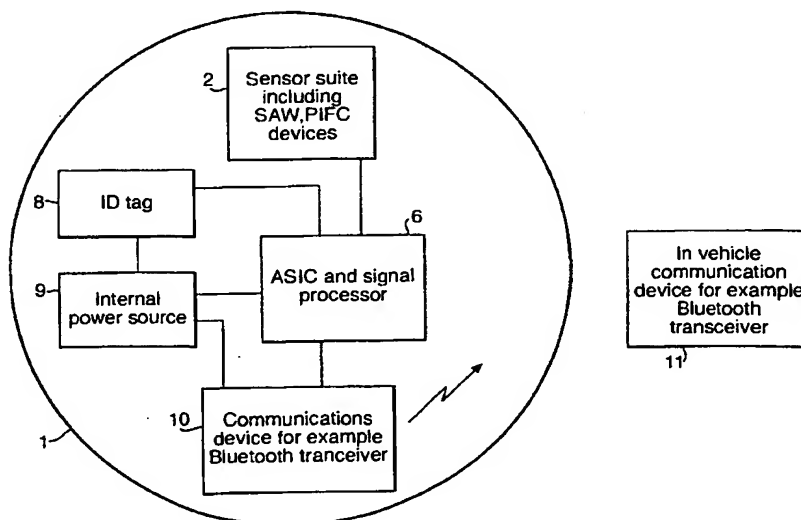 2
Sensor suite
including
SAW,PIFC
devices
8
ID tag
6
ASIC and signal
processor
9
Internal
power source
In vehicle
communication
device for example
Bluetooth
transceiver
11
10
Communications
device for example
Bluetooth tranceiver
1